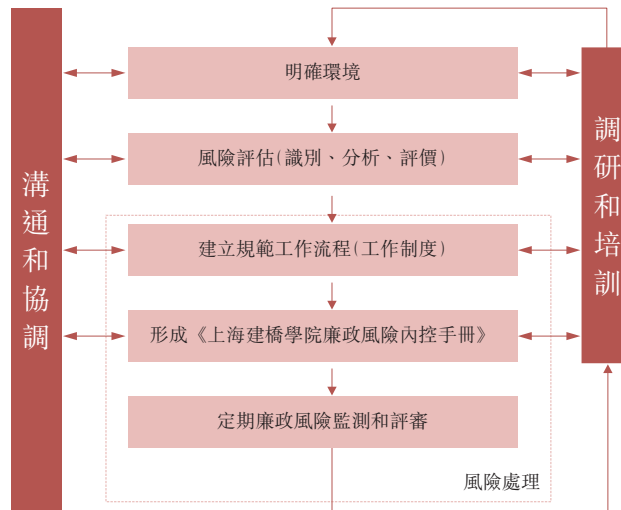 溝通和協調
明確環境
風險評估(識別、分析、評價)
建立規範工作流程(工作制度)
形成《上海建橋學院廉政風險內控手冊》
定期廉政風險監測和評審
風險處理
調研和培訓